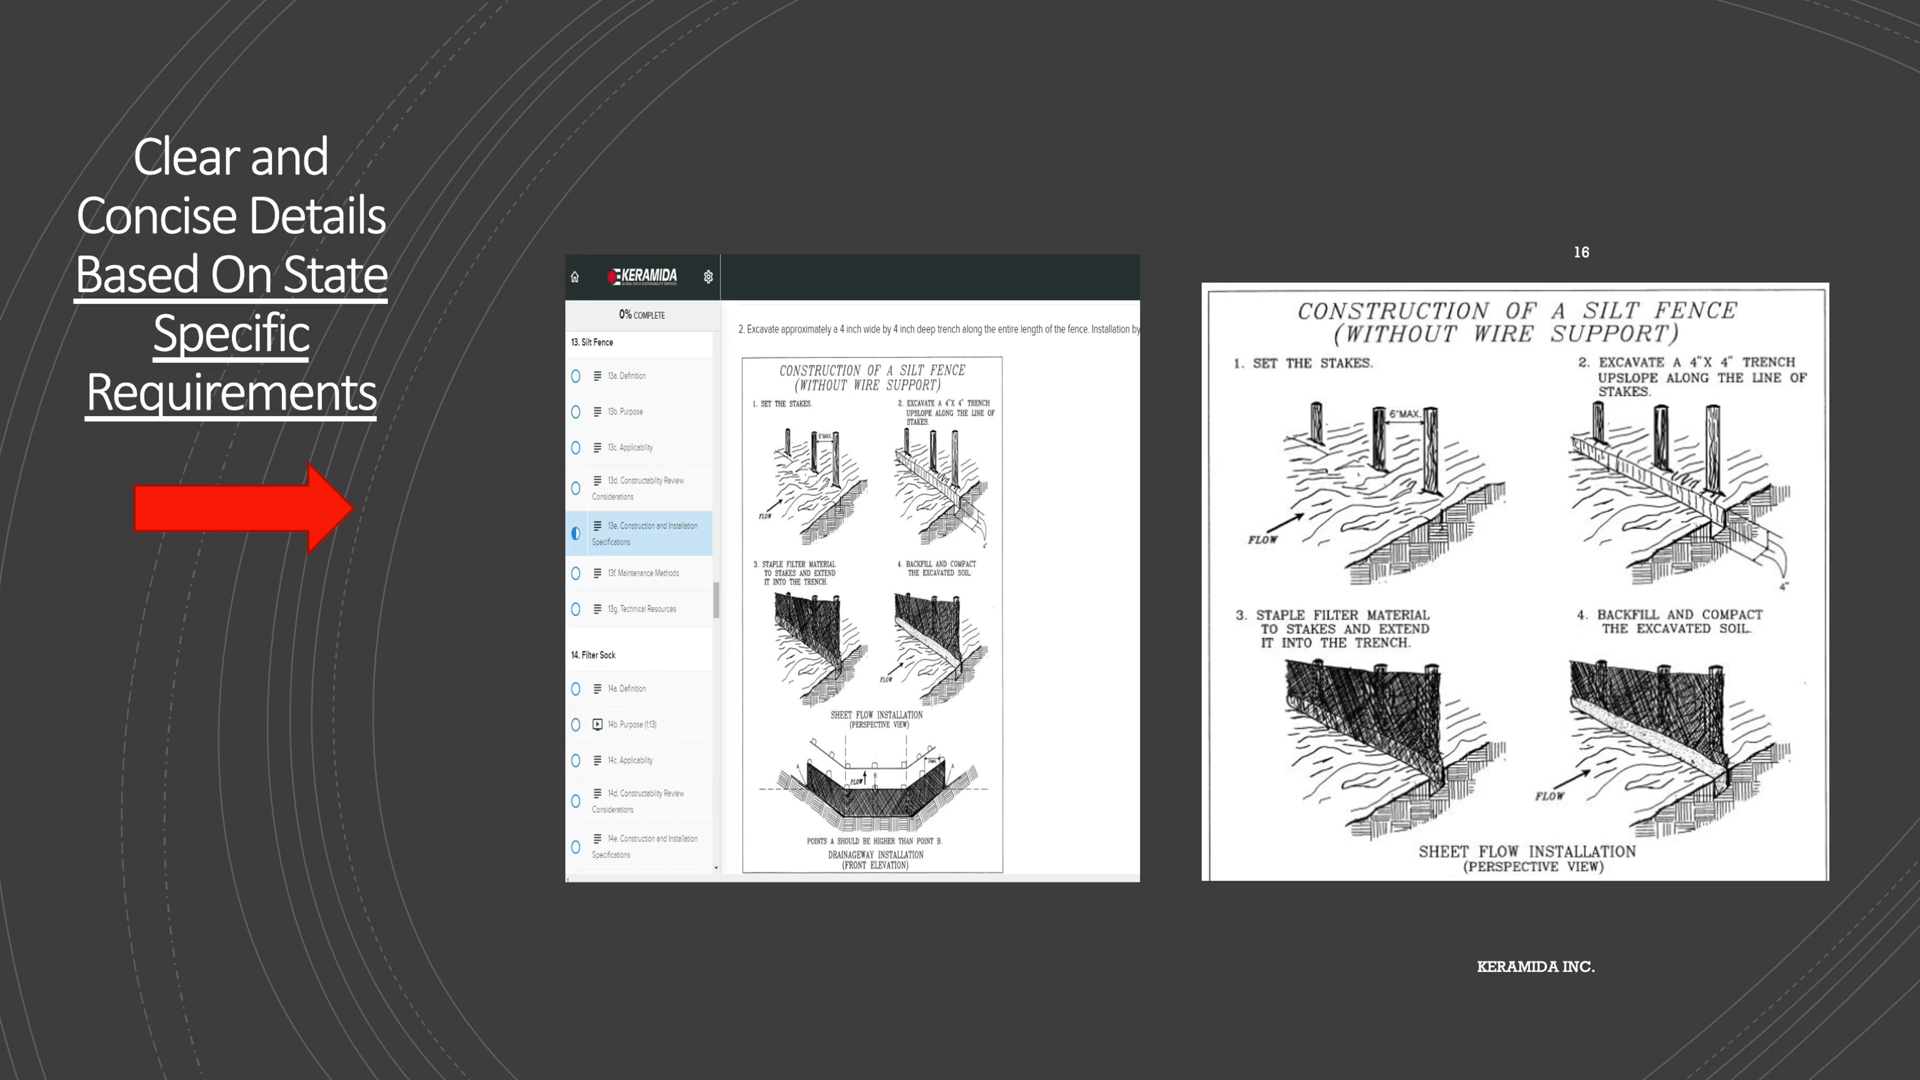 Clear and
Concise Details
Based On State
Specific
Requirements
16
KERAMIDA
0% COMPLETE
13. Silt Fence
13a. Definition
13b. Purpose
13c. Applicability
13d. Constructability Review
Considerations
13e. Construction and Installation
Specifications
13f. Maintenance Methods
13g. Technical Resources
14. Filter Sock
14a. Definition
14b. Purpose (1:13)
14c. Applicability
14d. Constructability Review
Considerations
14e. Construction and Installation
Specifications
2. Excavate approximately a 4 inch wide by 4 inch deep trench along the entire length of the fence. Installation by
CONSTRUCTION OF A SILT FENCE
(WITHOUT WIRE SUPPORT)
1. SET THE STAKES.
2. EXCAVATE A 4"X 4" TRENCH
UPSLOPE ALONG THE LINE OF
STAKES.
6"MAX.
FLOW
4"
3. STAPLE FILTER MATERIAL
TO STAKES AND EXTEND
IT INTO THE TRENCH.
4. BACKFILL AND COMPACT
THE EXCAVATED SOIL.
FLOW
SHEET FLOW INSTALLATION
(PERSPECTIVE VIEW)
A
B
A
FLOW
POINTS A SHOULD BE HIGHER THAN POINT B.
DRAINAGEWAY INSTALLATION
(FRONT ELEVATION)
CONSTRUCTION OF A SILT FENCE
(WITHOUT WIRE SUPPORT)
1. SET THE STAKES.
2. EXCAVATE A 4"X 4" TRENCH
UPSLOPE ALONG THE LINE OF
STAKES.
6"MAX.
FLOW
4"
3. STAPLE FILTER MATERIAL
TO STAKES AND EXTEND
IT INTO THE TRENCH.
4. BACKFILL AND COMPACT
THE EXCAVATED SOIL.
FLOW
SHEET FLOW INSTALLATION
(PERSPECTIVE VIEW)
KERAMIDA INC.